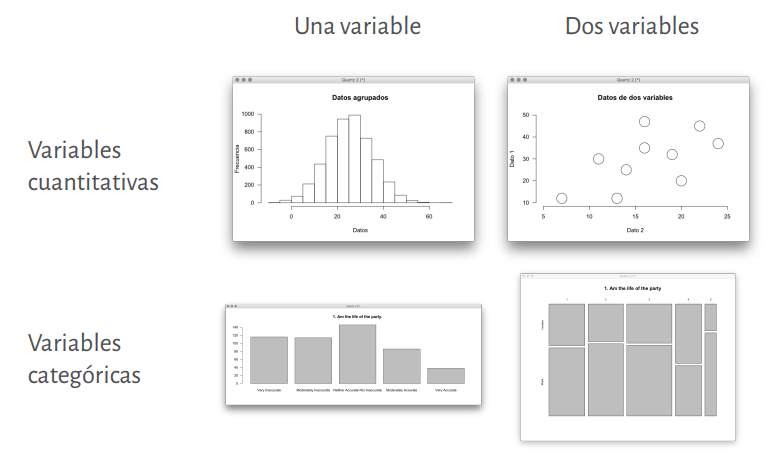 Una variable
Dos variables
Variables
cuantitativas
Quartz 2 [*]
Datos agrupados
Frecuencia
1000
800
600
400
200
0
0 20 40 60
Datos
Quartz 2 [*]
Datos de dos variables
Dato 1
50
40
30
20
10
5 10 15 20 25
Dato 2
Variables
categóricas
1. Am the life of the party.
140
120
100
80
60
40
20
0
Very Inaccurate Moderately Inaccurate Neither Accurate Nor Inaccurate Moderately Accurate Very Accurate
1. Am the life of the party
1 2 3 4 5